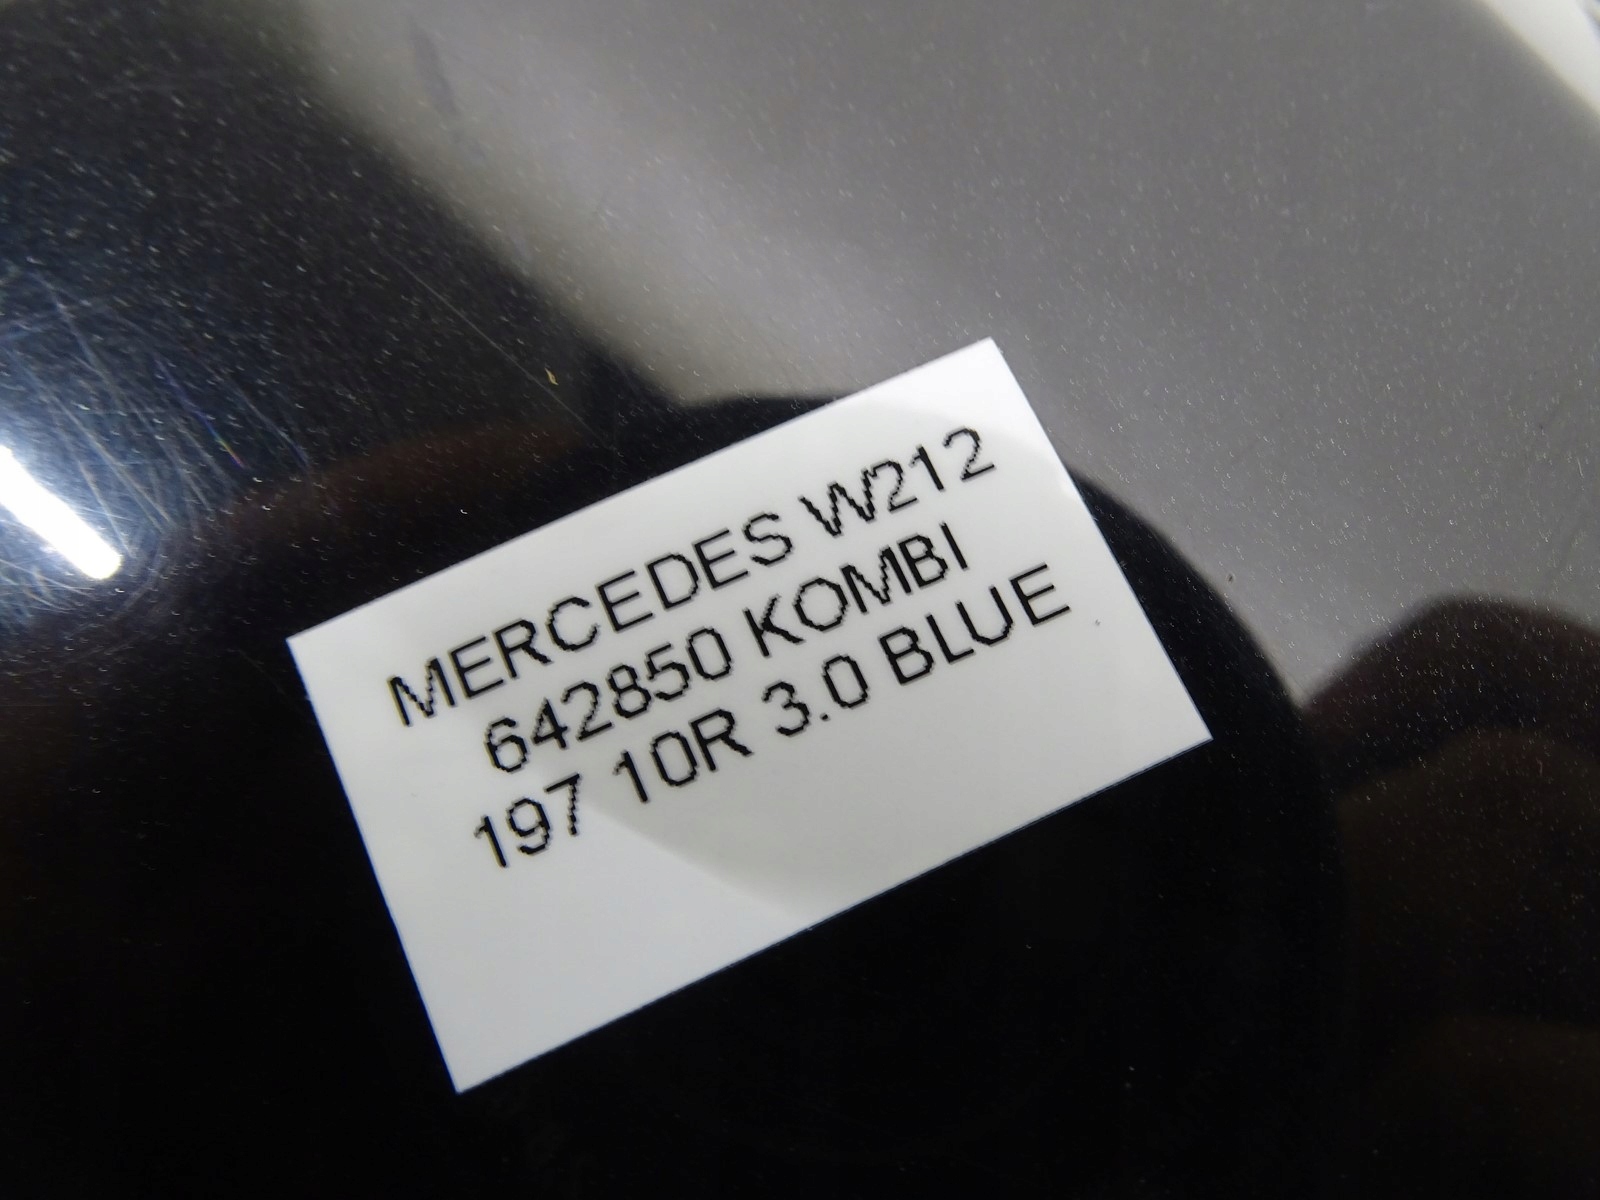 MERCEDES W212
642850 KOMBI
197 10R 3.0 BLUE